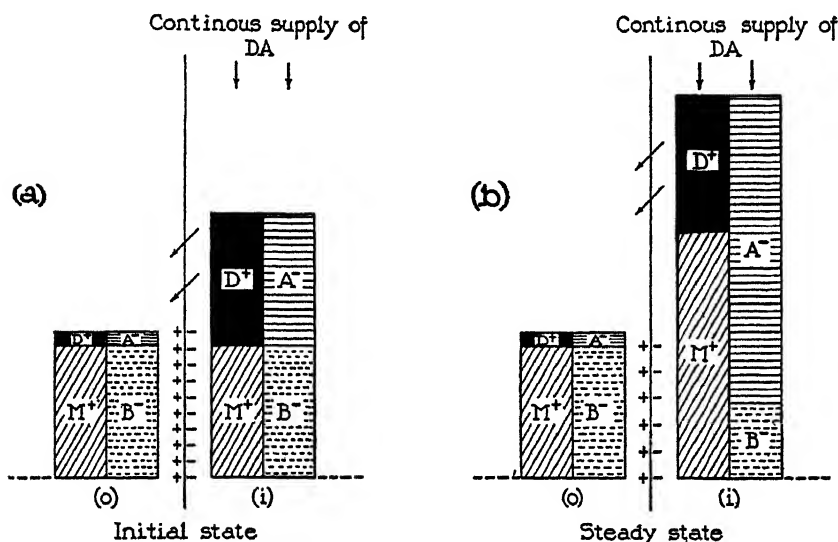 Continous supply of
DA
(a)
D⁺
A⁻
D⁺
A⁻
M⁺
B⁻
M⁺
B⁻
(o)
(i)
Initial state
Continous supply of
DA
(b)
D⁺
A⁻
D⁺
A⁻
M⁺
B⁻
M⁺
B
(o)
(i)
Steady state